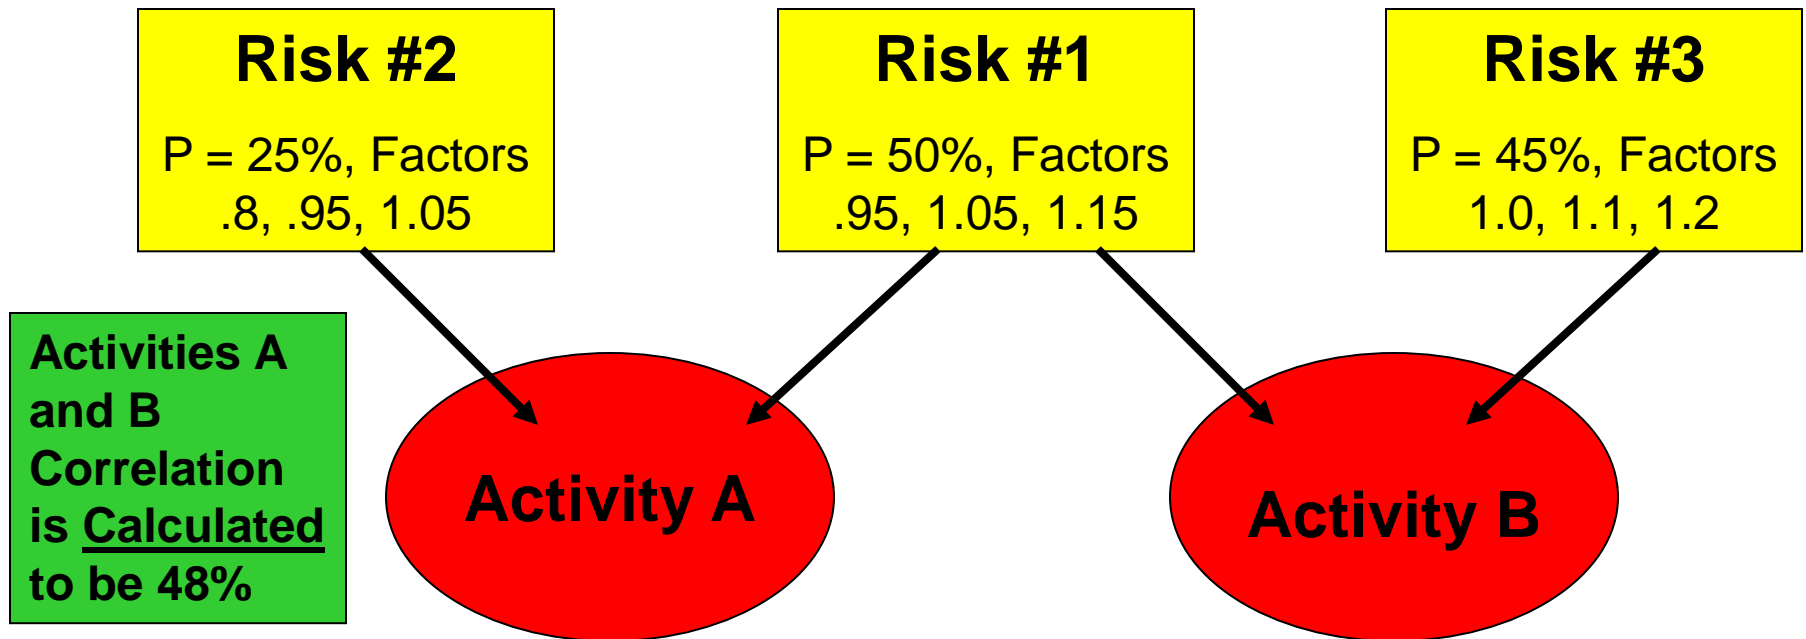 Risk #2
P = 25%, Factors
.8, .95, 1.05
Risk #1
P = 50%, Factors
.95, 1.05, 1.15
Risk #3
P = 45%, Factors
1.0, 1.1, 1.2
Activities A
and B
Correlation
is Calculated
to be 48%
Activity A
Activity B